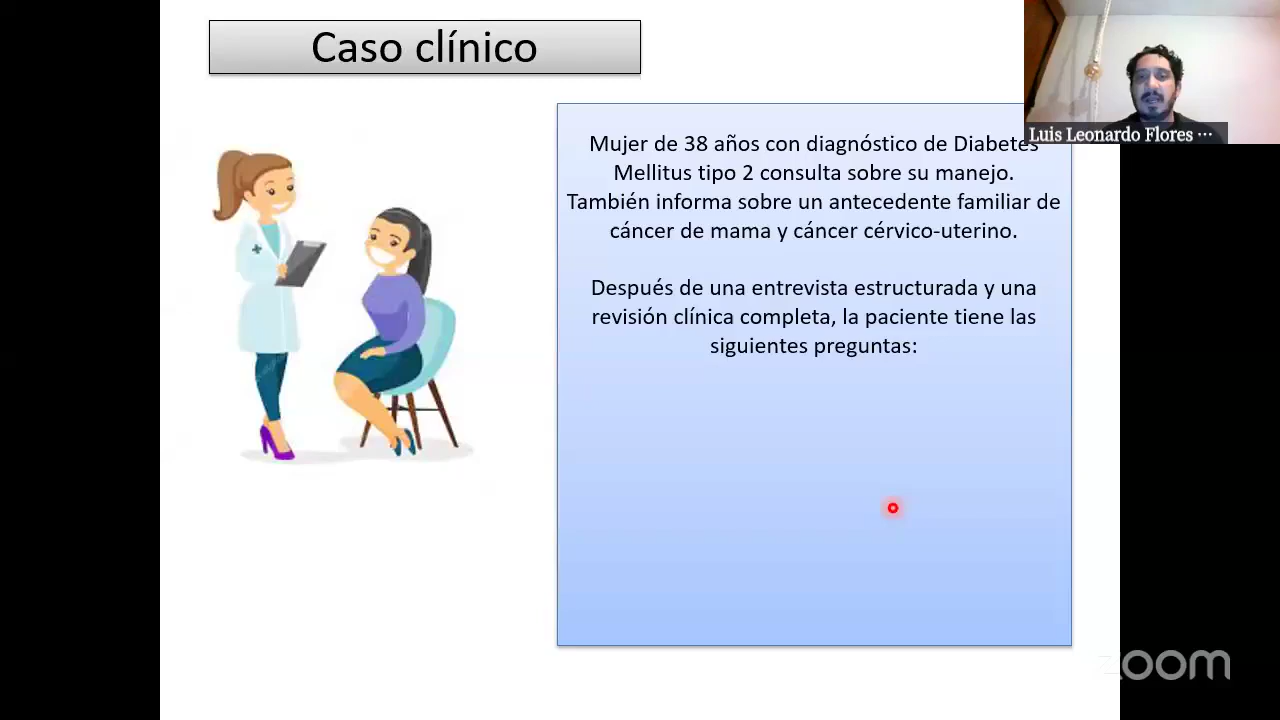 Caso clínico
Luis Leonardo Flores ...
Mujer de 38 años con diagnóstico de Diabetes
Mellitus tipo 2 consulta sobre su manejo.
También informa sobre un antecedente familiar de
cáncer de mama y cáncer cérvico-uterino.
Después de una entrevista estructurada y una
revisión clínica completa, la paciente tiene las
siguientes preguntas:
zoom